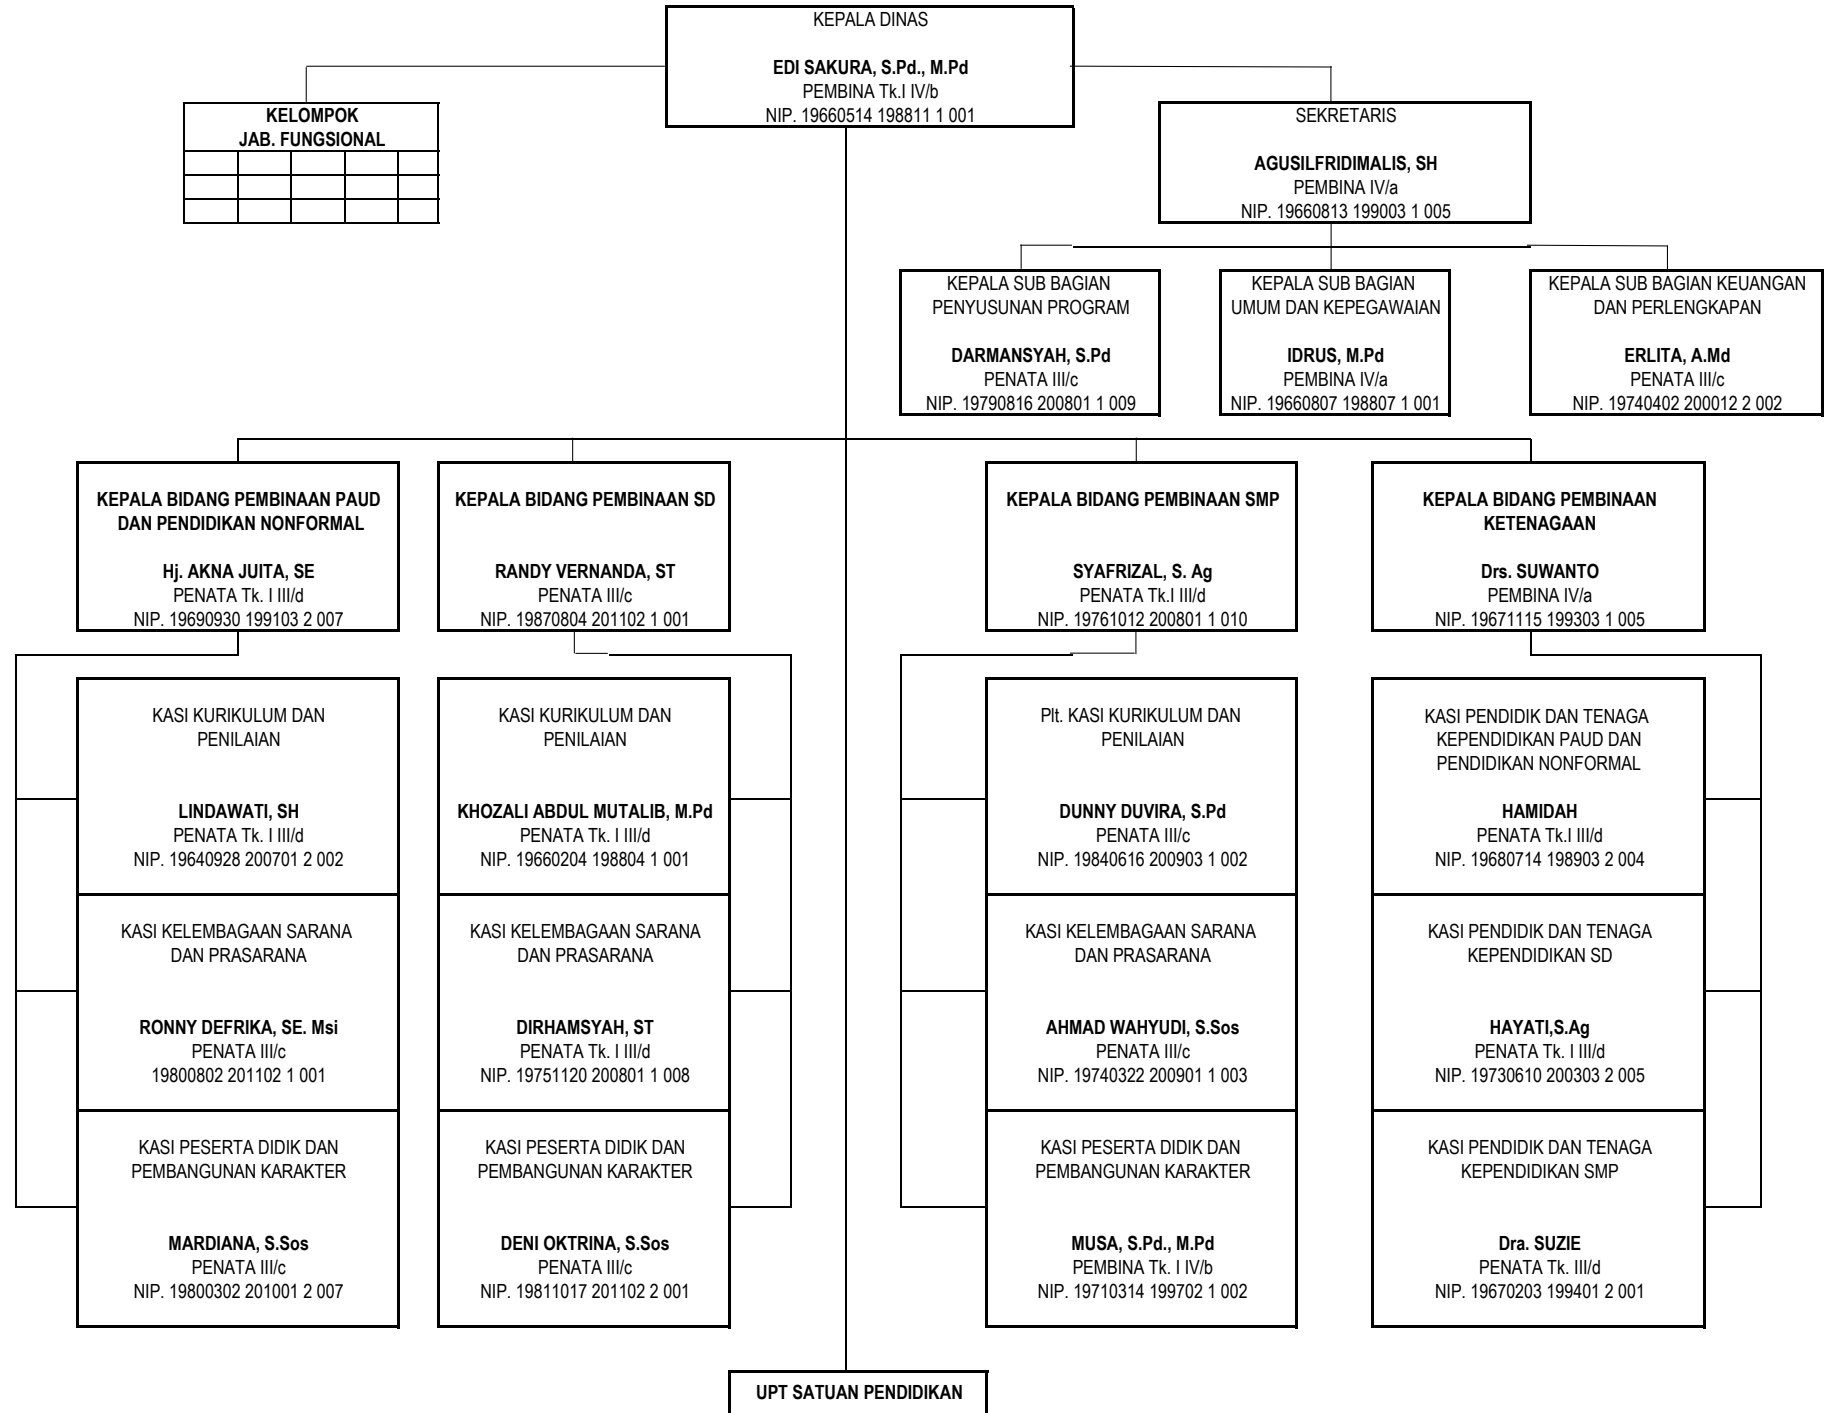 KEPALA DINAS
EDI SAKURA, S.Pd., M.Pd
PEMBINA Tk.I IV/b
NIP. 19660514 198811 1 001
KELOMPOK
JAB. FUNGSIONAL
SEKRETARIS
AGUSILFRIDIMALIS, SH
PEMBINA IV/a
NIP. 19660813 199003 1 005
KEPALA SUB BAGIAN
PENYUSUNAN PROGRAM
DARMANSYAH, S.Pd
PENATA III/c
NIP. 19790816 200801 1 009
KEPALA SUB BAGIAN
UMUM DAN KEPEGAWAIAN
IDRUS, M.Pd
PEMBINA IV/a
NIP. 19660807 198807 1 001
KEPALA SUB BAGIAN KEUANGAN
DAN PERLENGKAPAN
ERLITA, A.Md
PENATA III/c
NIP. 19740402 200012 2 002
KEPALA BIDANG PEMBINAAN PAUD
DAN PENDIDIKAN NONFORMAL
Hj. AKNA JUITA, SE
PENATA Tk. I III/d
NIP. 19690930 199103 2 007
KEPALA BIDANG PEMBINAAN SD
RANDY VERNANDA, ST
PENATA III/c
NIP. 19870804 201102 1 001
KEPALA BIDANG PEMBINAAN SMP
SYAFRIZAL, S. Ag
PENATA Tk.I III/d
NIP. 19761012 200801 1 010
KEPALA BIDANG PEMBINAAN
KETENAGAAN
Drs. SUWANTO
PEMBINA IV/a
NIP. 19671115 199303 1 005
KASI KURIKULUM DAN
PENILAIAN
LINDAWATI, SH
PENATA Tk. I III/d
NIP. 19640928 200701 2 002
KASI KURIKULUM DAN
PENILAIAN
KHOZALI ABDUL MUTALIB, M.Pd
PENATA Tk. I III/d
NIP. 19660204 198804 1 001
Plt. KASI KURIKULUM DAN
PENILAIAN
DUNNY DUVIRA, S.Pd
PENATA III/c
NIP. 19840616 200903 1 002
KASI PENDIDIK DAN TENAGA
KEPENDIDIKAN PAUD DAN
PENDIDIKAN NONFORMAL
HAMIDAH
PENATA Tk.I III/d
NIP. 19680714 198903 2 004
KASI KELEMBAGAAN SARANA
DAN PRASARANA
RONNY DEFRIKA, SE. Msi
PENATA III/c
19800802 201102 1 001
KASI KELEMBAGAAN SARANA
DAN PRASARANA
DIRHAMSYAH, ST
PENATA Tk. I III/d
NIP. 19751120 200801 1 008
KASI KELEMBAGAAN SARANA
DAN PRASARANA
AHMAD WAHYUDI, S.Sos
PENATA III/c
NIP. 19740322 200901 1 003
KASI PENDIDIK DAN TENAGA
KEPENDIDIKAN SD
HAYATI,S.Ag
PENATA Tk. I III/d
NIP. 19730610 200303 2 005
KASI PESERTA DIDIK DAN
PEMBANGUNAN KARAKTER
MARDIANA, S.Sos
PENATA III/c
NIP. 19800302 201001 2 007
KASI PESERTA DIDIK DAN
PEMBANGUNAN KARAKTER
DENI OKTRINA, S.Sos
PENATA III/c
NIP. 19811017 201102 2 001
KASI PESERTA DIDIK DAN
PEMBANGUNAN KARAKTER
MUSA, S.Pd., M.Pd
PEMBINA Tk. I IV/b
NIP. 19710314 199702 1 002
KASI PENDIDIK DAN TENAGA
KEPENDIDIKAN SMP
Dra. SUZIE
PENATA Tk. III/d
NIP. 19670203 199401 2 001
UPT SATUAN PENDIDIKAN